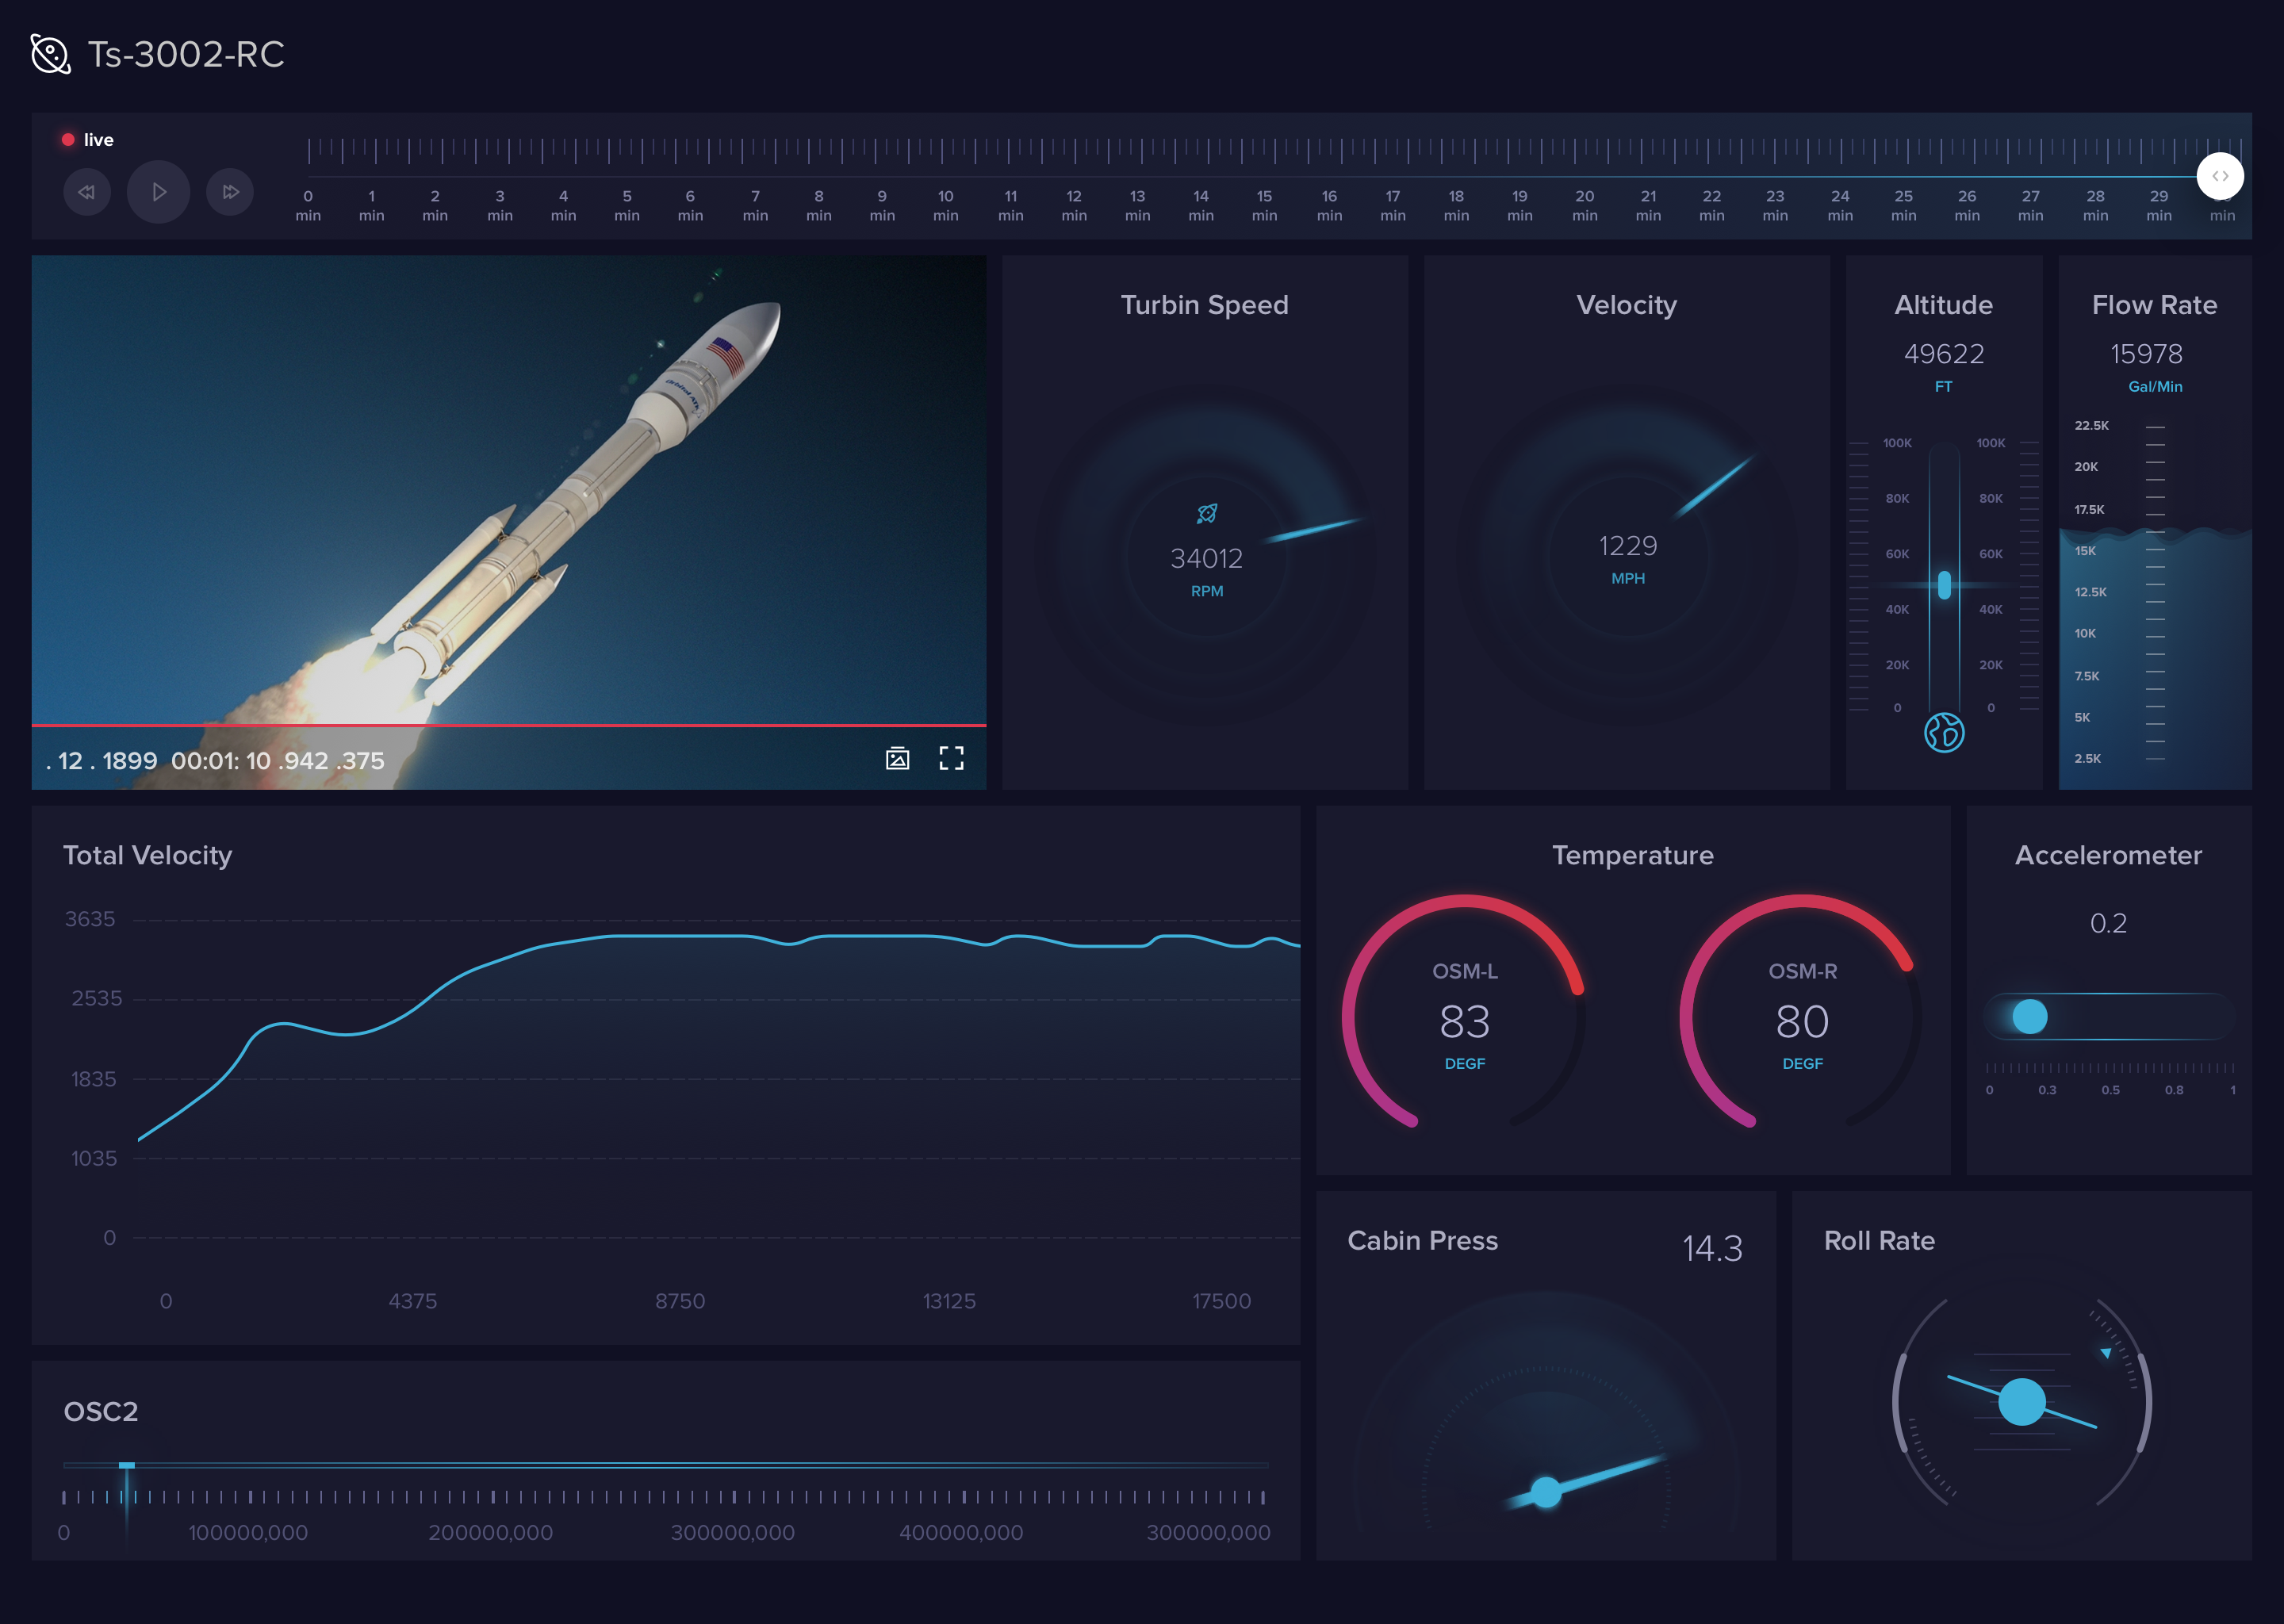 Ts-3002-RC
live
0 1 2 3 4 5 6 7 8 9 10 11 12 13 14 15 16 17 18 19 20 21 22 23 24 25 26 27 28 29
min min min min min min min min min min min min min min min min min min min min min min min min min min min min min min min
Orbital ATK
. 12 . 1899 00:01: 10 .942 .375
Turbin Speed
34012
RPM
Velocity
1229
MPH
Altitude
49622
FT
100K 100K
80K 80K
60K 60K
40K 40K
20K 20K
0 0
Flow Rate
15978
Gal/Min
22.5K
20K
17.5K
15K
12.5K
10K
7.5K
5K
2.5K
Total Velocity
3635
2535
1835
1035
0
0 4375 8750 13125 17500
Temperature
OSM-L
83
DEGF
OSM-R
80
DEGF
Accelerometer
0.2
0 0.3 0.5 0.8 1
OSC2
0 100000,000 200000,000 300000,000 400000,000 300000,000
Cabin Press
14.3
Roll Rate